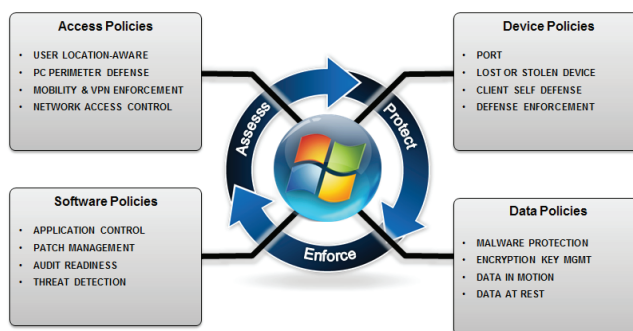 Access Policies
• USER LOCATION-AWARE
• PC PERIMETER DEFENSE
• MOBILITY & VPN ENFORCEMENT
• NETWORK ACCESS CONTROL
Device Policies
• PORT
• LOST OR STOLEN DEVICE
• CLIENT SELF DEFENSE
• DEFENSE ENFORCEMENT
Assesss
Protect
Enforce
Software Policies
• APPLICATION CONTROL
• PATCH MANAGEMENT
• AUDIT READINESS
• THREAT DETECTION
Data Policies
• MALWARE PROTECTION
• ENCRYPTION KEY MGMT
• DATA IN MOTION
• DATA AT REST